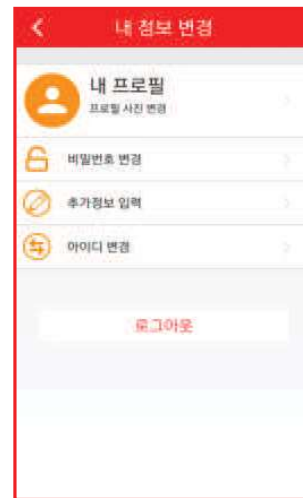 내 정보 변경
내 프로필
프로필 사진 변경
비밀번호 변경
추가정보 입력
아이디 변경
로그아웃